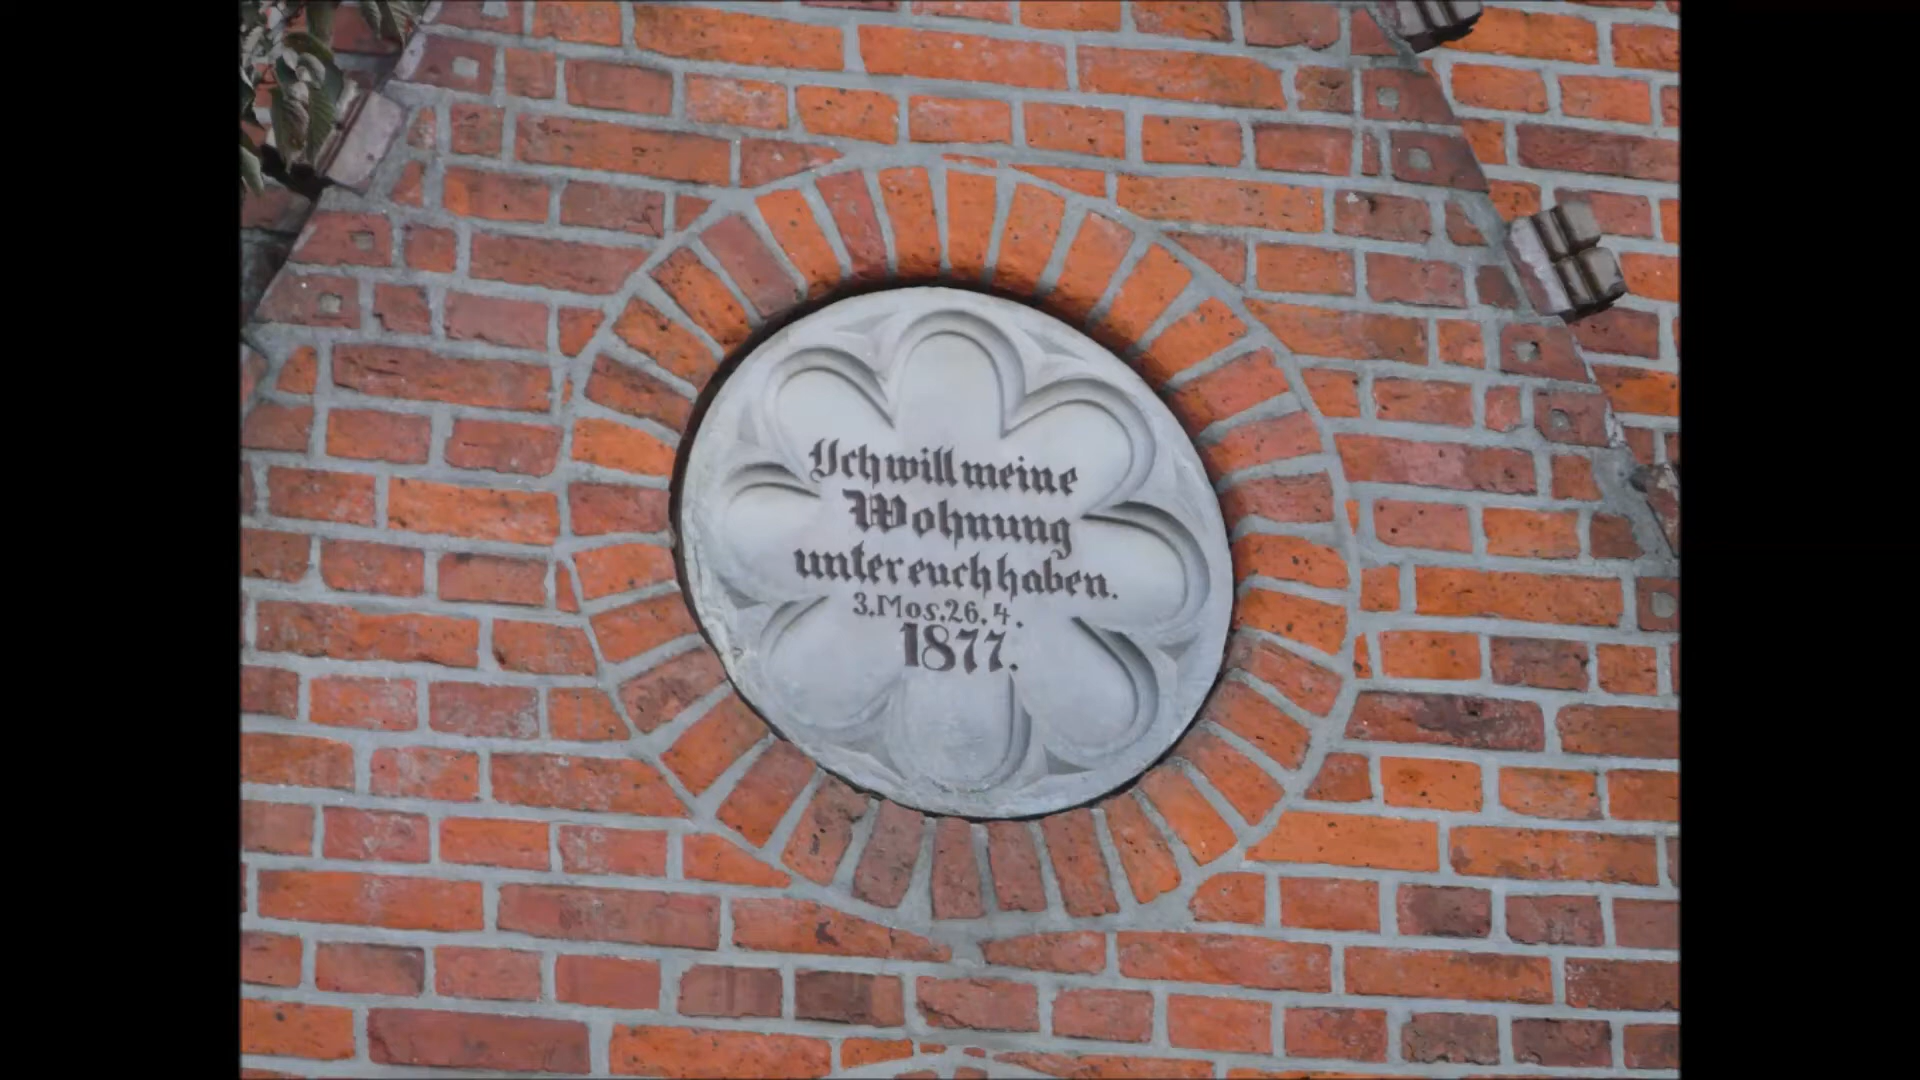 Ich will meine
Wohnung
unter euch haben.
3. Mos. 26. 4.
1877.